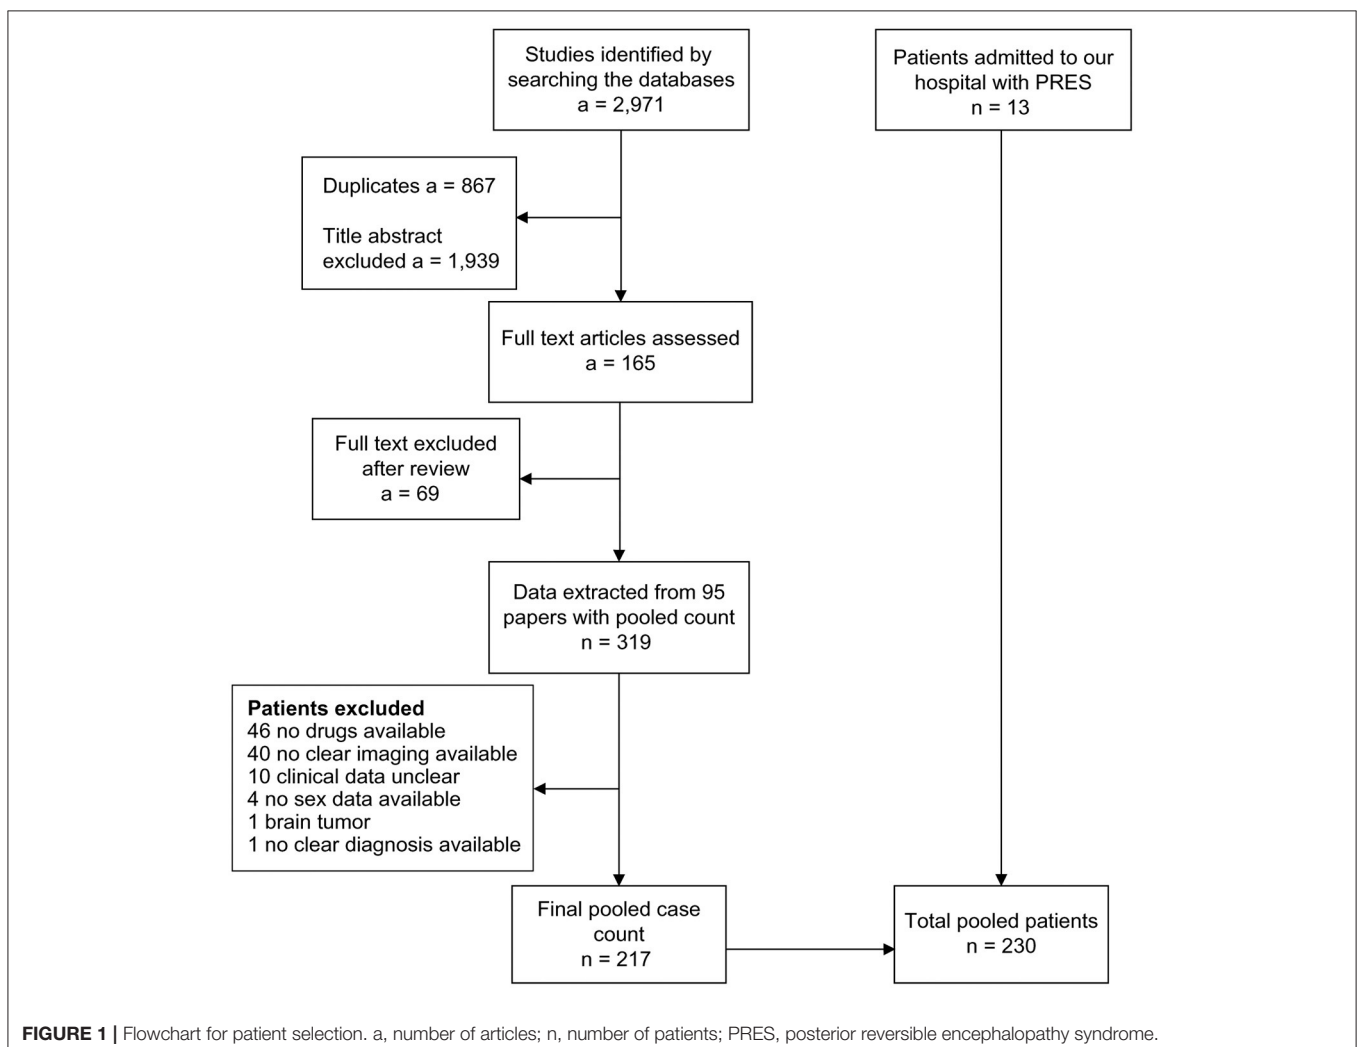 Studies identified by
searching the databases
a = 2,971
Patients admitted to our
hospital with PRES
n = 13
Duplicates a = 867
Title abstract
excluded a = 1,939
Full text articles assessed
a = 165
Full text excluded
after review
a = 69
Data extracted from 95
papers with pooled count
n = 319
Patients excluded
46 no drugs available
40 no clear imaging available
10 clinical data unclear
4 no sex data available
1 brain tumor
1 no clear diagnosis available
Final pooled case
count
n = 217
Total pooled patients
n = 230
FIGURE 1 | Flowchart for patient selection. a, number of articles; n, number of patients; PRES, posterior reversible encephalopathy syndrome.